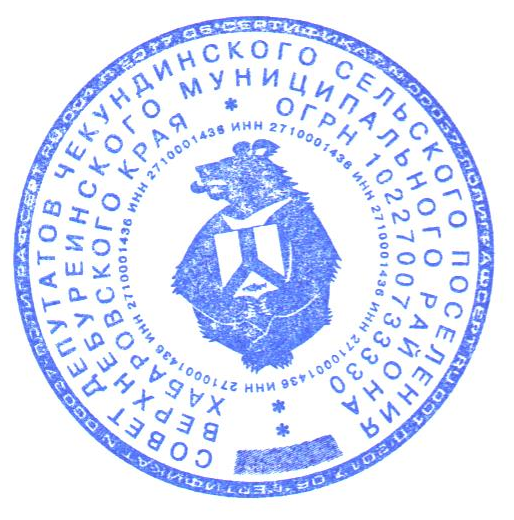 СОВЕТ ДЕПУТАТОВ ЧЕКУНДИНСКОГО СЕЛЬСКОГО ПОСЕЛЕНИЯ
ВЕРХНЕБУРЕИНСКОГО МУНИЦИПАЛЬНОГО РАЙОНА
ХАБАРОВСКОГО КРАЯ * ОГРН 1022700733330 * *
ИНН 2710001436 ИНН 2710001436 ИНН 2710001436 ИНН 2710001436 ИНН 2710001436 ИНН 2710001436